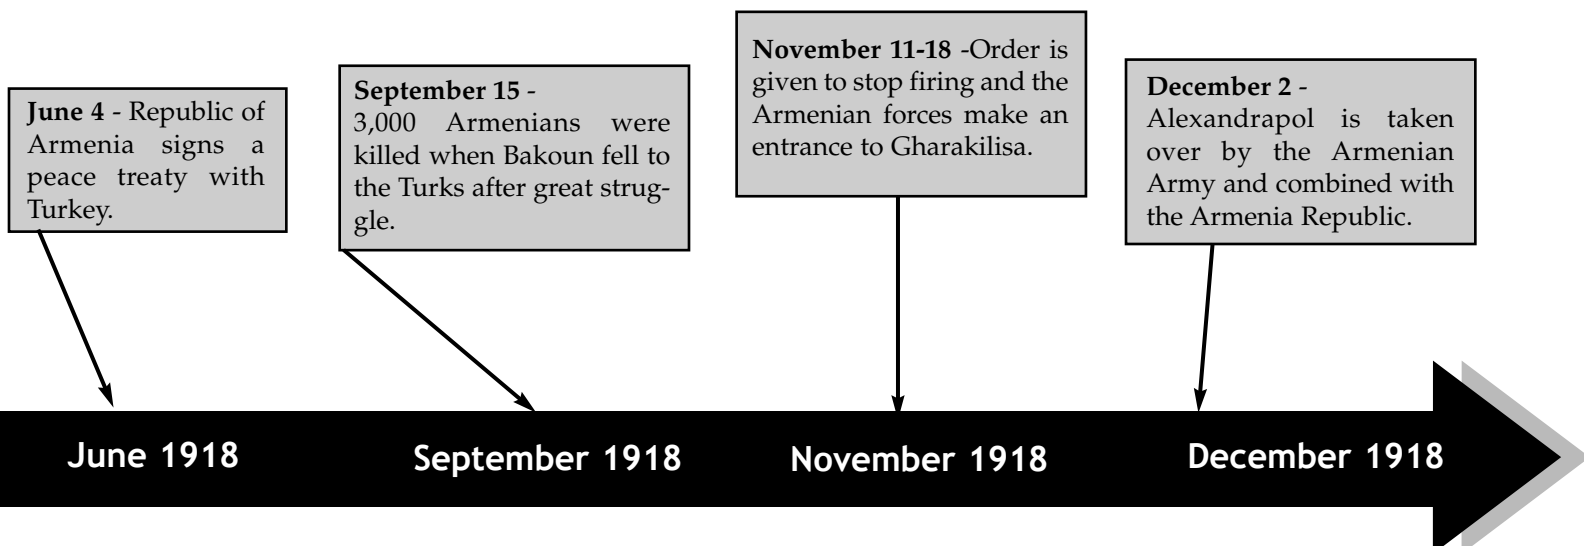 June 4 - Republic of
Armenia signs a
peace treaty with
Turkey.
September 15 -
3,000 Armenians were
killed when Bakoun fell to
the Turks after great strug-
gle.
November 11-18 -Order is
given to stop firing and the
Armenian forces make an
entrance to Gharakilisa.
December 2 -
Alexandrapol is taken
over by the Armenian
Army and combined with
the Armenia Republic.
June 1918
September 1918
November 1918
December 1918